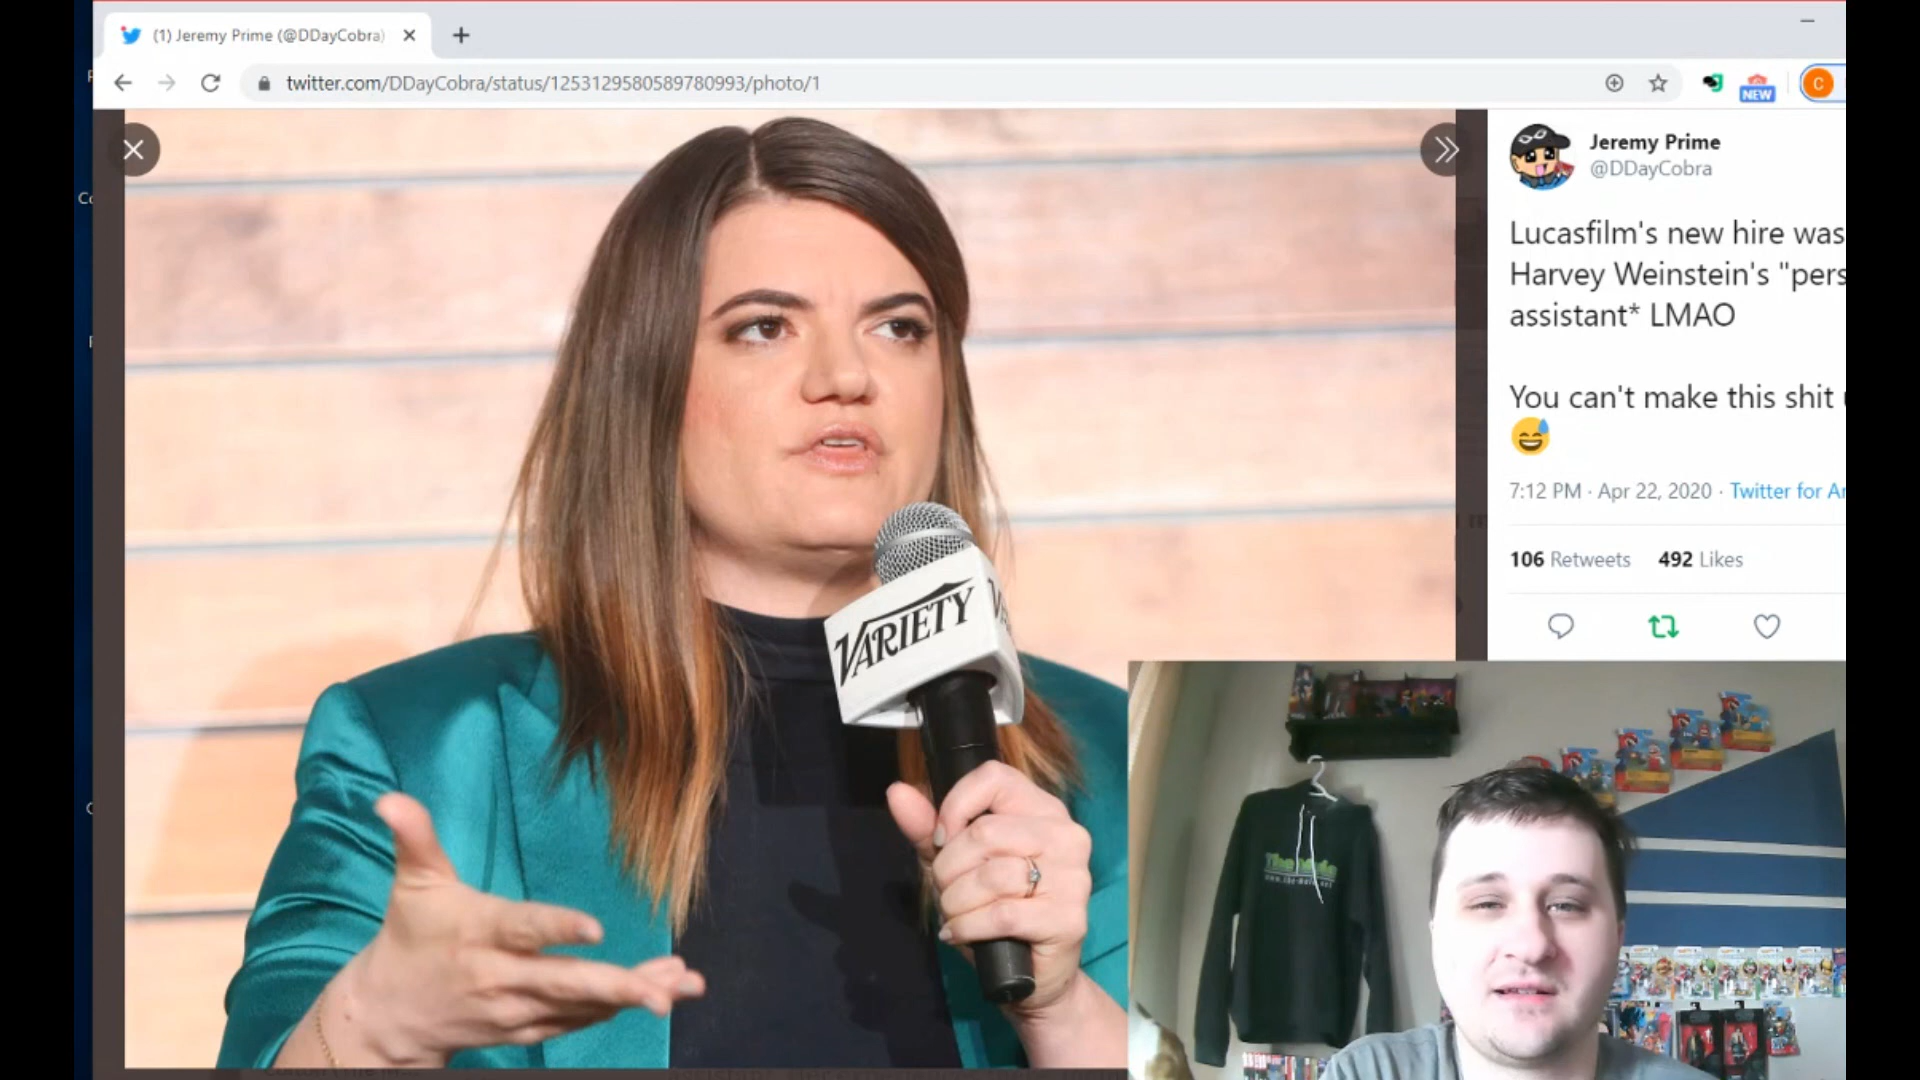 (1) Jeremy Prime (@DDayCobra)
twitter.com/DDayCobra/status/1253129580589780993/photo/1
NEW
C
Jeremy Prime
@DDayCobra
Lucasfilm's new hire was
Harvey Weinstein's "pers
assistant* LMAO
You can't make this shit
7:12 PM · Apr 22, 2020 · Twitter for
106 Retweets 492 Likes
VARIETY